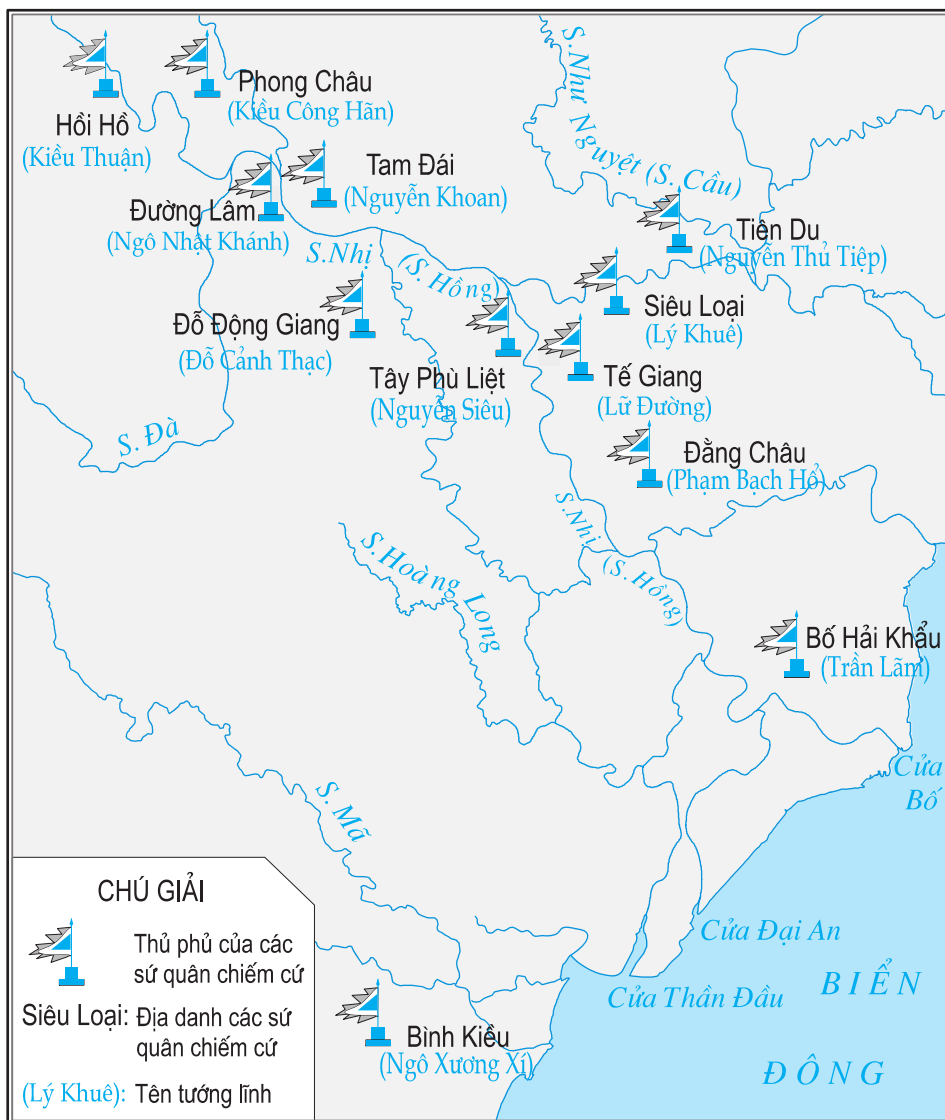 Hồi Hồ
(Kiều Thuận)
Phong Châu
(Kiều Công Hãn)
S.Như Nguyệt (S. Cầu)
Tam Đái
(Nguyễn Khoan)
Đường Lâm
(Ngô Nhật Khánh)
Tiên Du
(Nguyễn Thủ Tiệp)
S.Nhị (S. Hồng)
Siêu Loại
(Lý Khuê)
Đỗ Động Giang
(Đỗ Cảnh Thạc)
Tây Phù Liệt
(Nguyễn Siêu)
Tế Giang
(Lữ Đường)
S. Đà
Đằng Châu
(Phạm Bạch Hổ)
S.Nhị (S. Hồng)
S.Hoàng Long
Bố Hải Khẩu
(Trần Lãm)
Cửa
Bố
S. Mã
Cửa Đại An
Cửa Thần Đầu
BIỂN
ĐÔNG
Bình Kiều
(Ngô Xương Xí)
CHÚ GIẢI
Thủ phủ của các
sứ quân chiếm cứ
Siêu Loại: Địa danh các sứ
quân chiếm cứ
(Lý Khuê): Tên tướng lĩnh